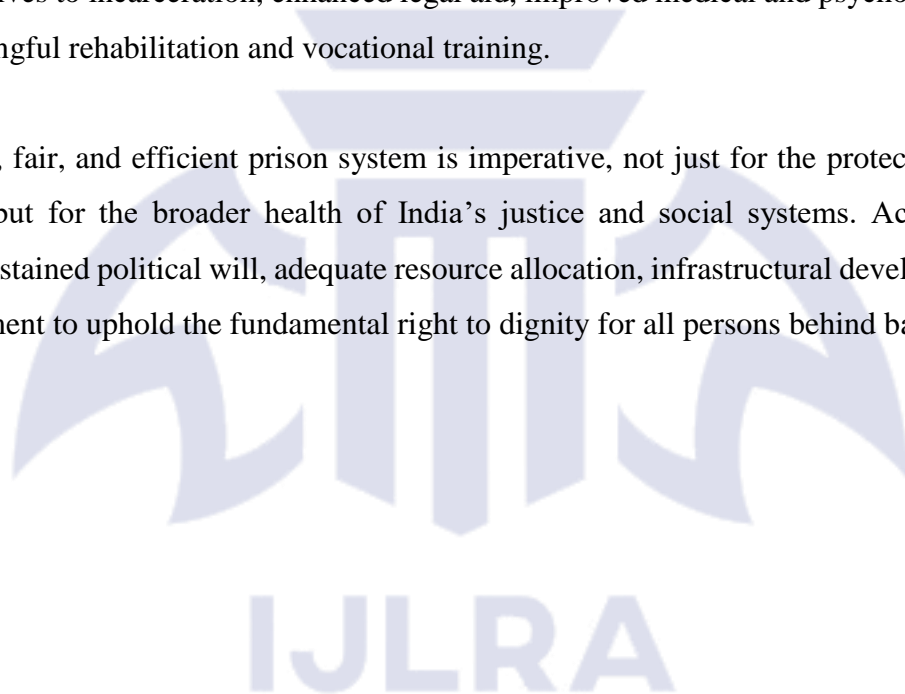 ves to incarceration, enhanced legal aid, improved medical and psycho
ngful rehabilitation and vocational training.
, fair, and efficient prison system is imperative, not just for the protec
but for the broader health of India’s justice and social systems. Ac
stained political will, adequate resource allocation, infrastructural devel
nent to uphold the fundamental right to dignity for all persons behind ba
IJLRA